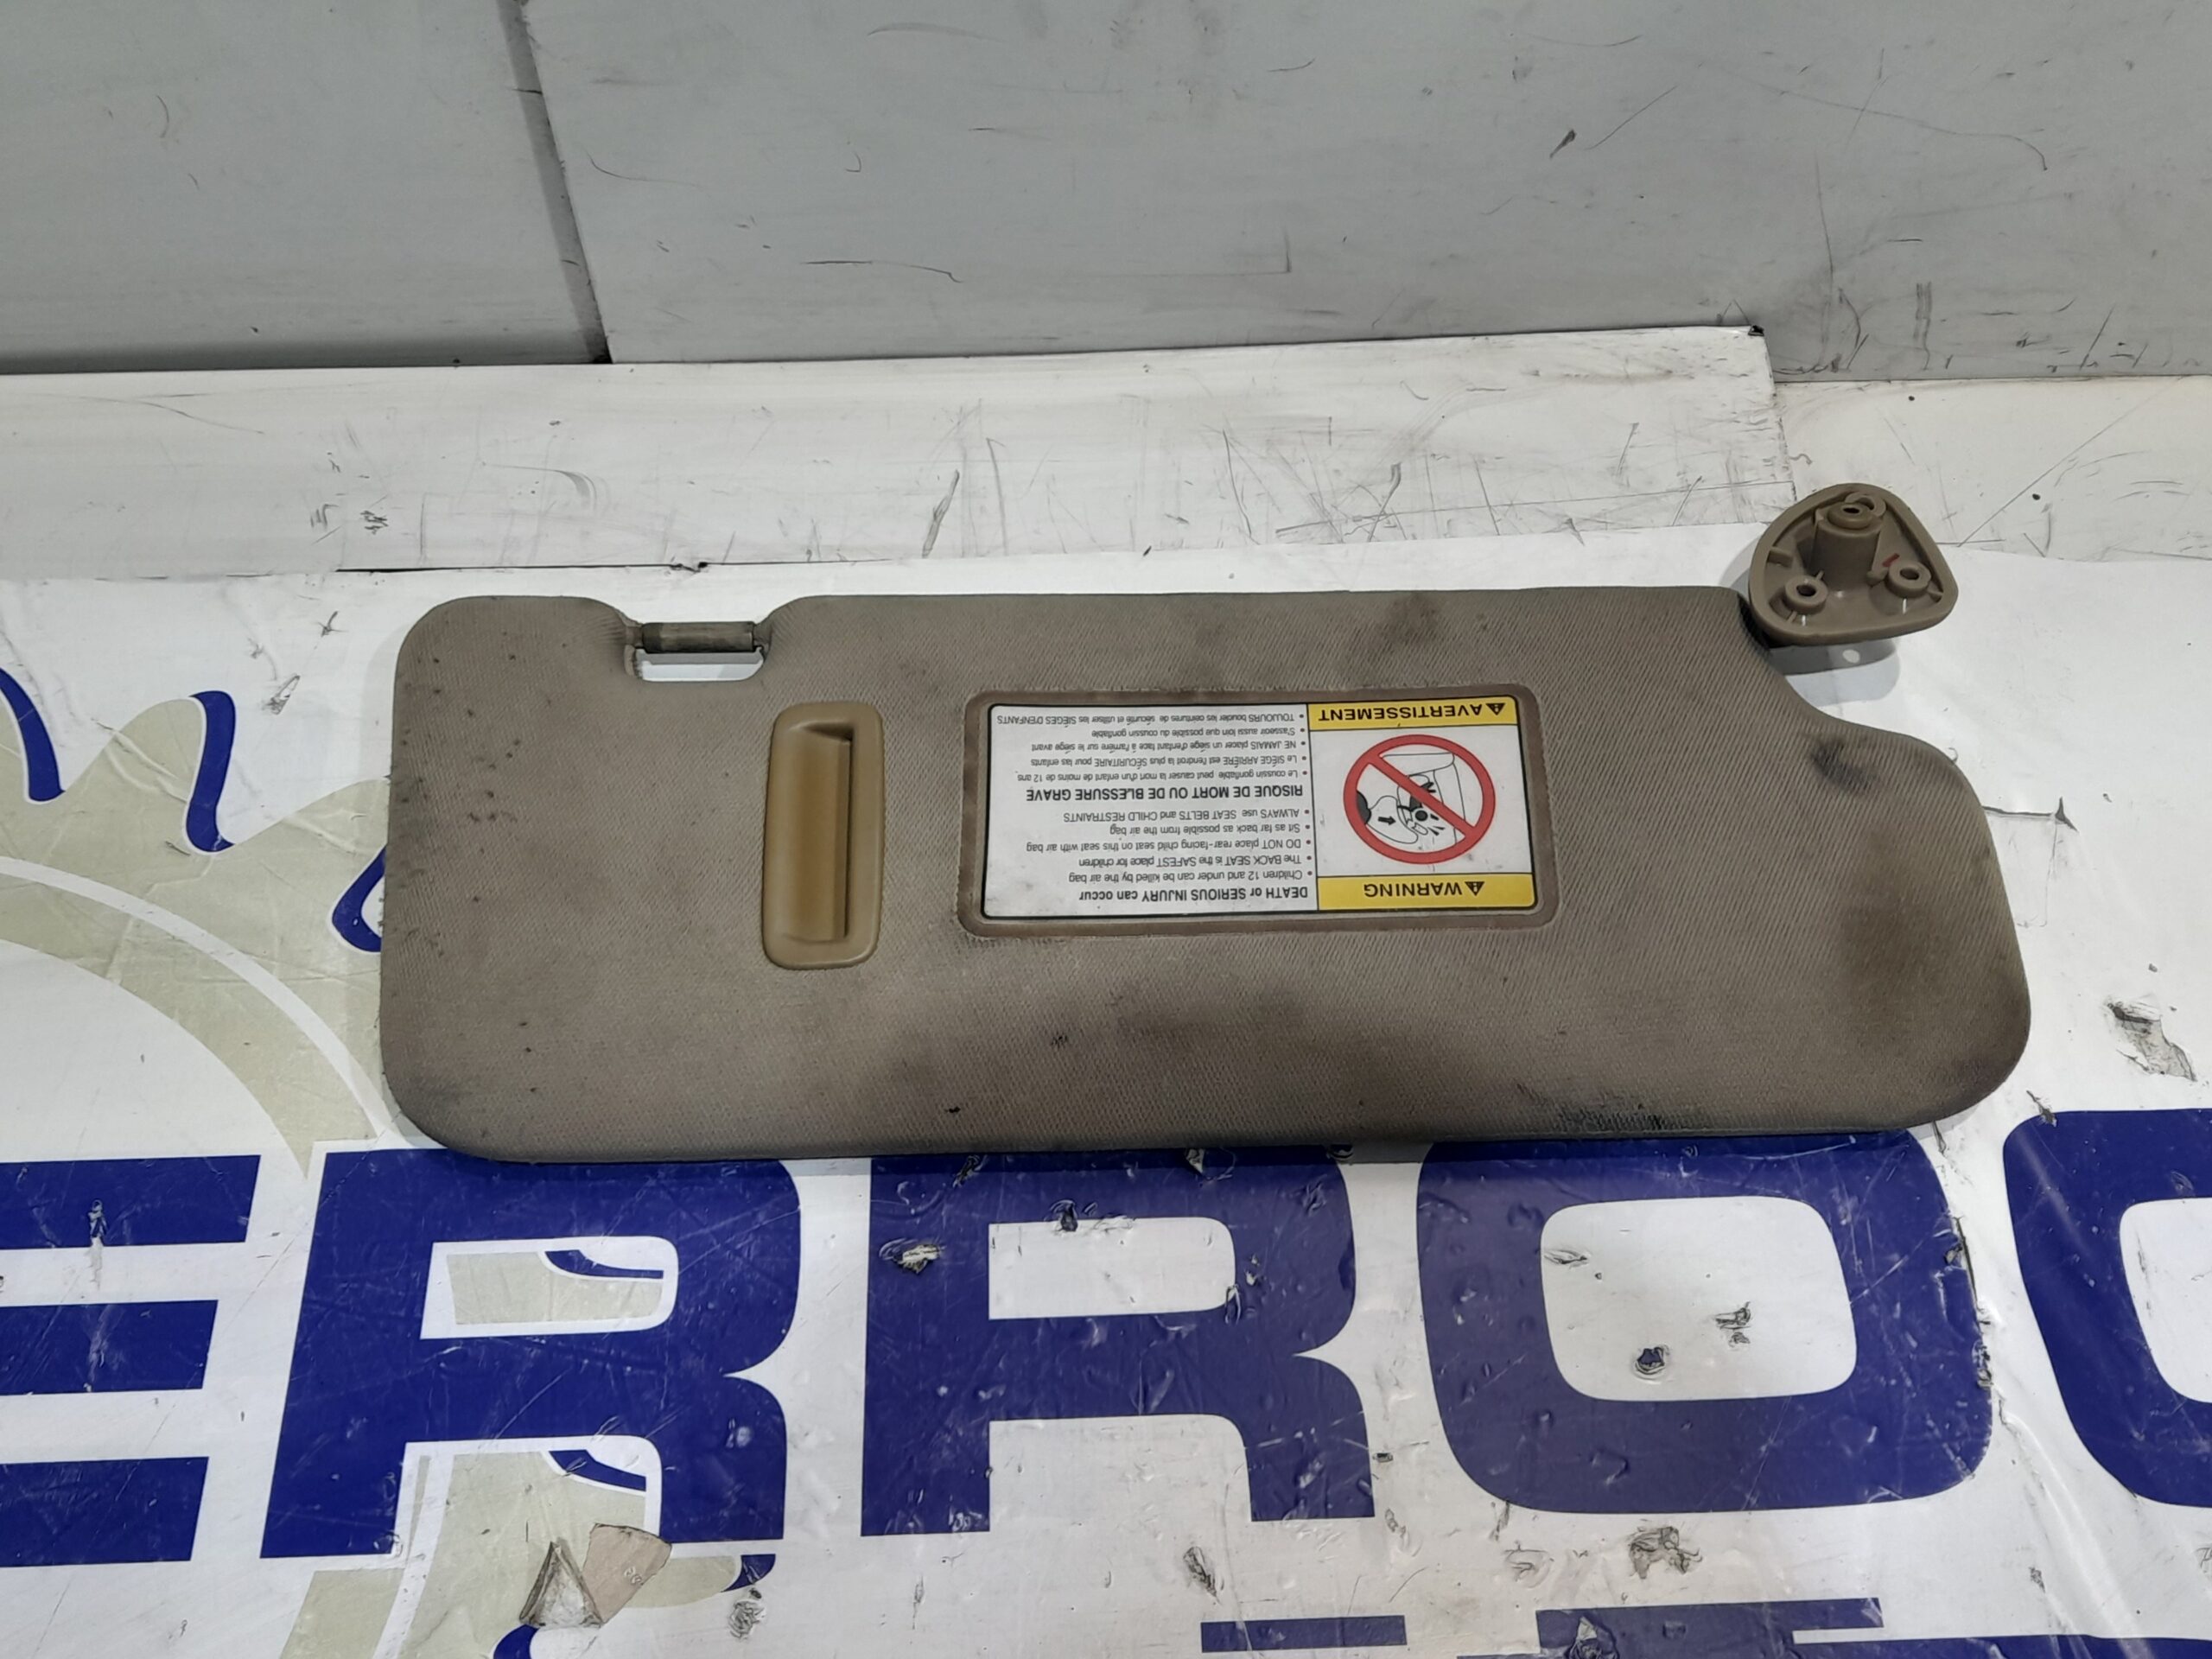 WARNING
DEATH or SERIOUS INJURY can occur
• Children 12 and under can be killed by the air bag
• The BACK SEAT is the SAFEST place for children
• DO NOT place rear-facing child seat on this seat with air bag
• Sit as far back as possible from the air bag
• ALWAYS use SEAT BELTS and CHILD RESTRAINTS
RISQUE DE MORT OU DE BLESSURE GRAVE
• Le coussin gonflable peut causer la mort d'un enfant de moins de 12 ans
• Le SIÈGE ARRIÈRE est l'endroit la plus SÉCURITAIRE pour les enfants
• NE JAMAIS placer un siège d'enfant face à l'arrière sur le siège avant
• S'asseoir aussi loin que possible du coussin gonflable
• TOUJOURS boucler les ceintures de sécurité et utiliser les SIÈGES D'ENFANTS
AVERTISSEMENT
ERRO